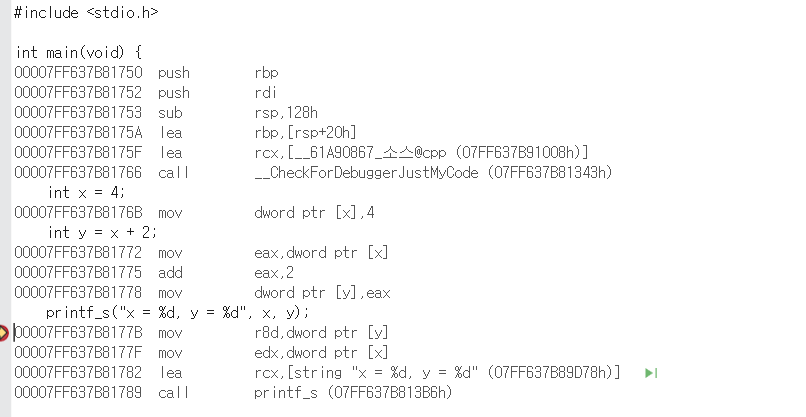 #include <stdio.h>
int main(void) {
00007FF637B81750 push rbp
00007FF637B81752 push rdi
00007FF637B81753 sub rsp,128h
00007FF637B8175A lea rbp,[rsp+20h]
00007FF637B8175F lea rcx,[__61A90867_소스@cpp (07FF637B91008h)]
00007FF637B81766 call __CheckForDebuggerJustMyCode (07FF637B81343h)
int x = 4;
00007FF637B8176B mov dword ptr [x],4
int y = x + 2;
00007FF637B81772 mov eax,dword ptr [x]
00007FF637B81775 add eax,2
00007FF637B81778 mov dword ptr [y],eax
printf_s("x = %d, y = %d", x, y);
00007FF637B8177B mov r8d,dword ptr [y]
00007FF637B8177F mov edx,dword ptr [x]
00007FF637B81782 lea rcx,[string "x = %d, y = %d" (07FF637B89D78h)]
00007FF637B81789 call printf_s (07FF637B813B6h)